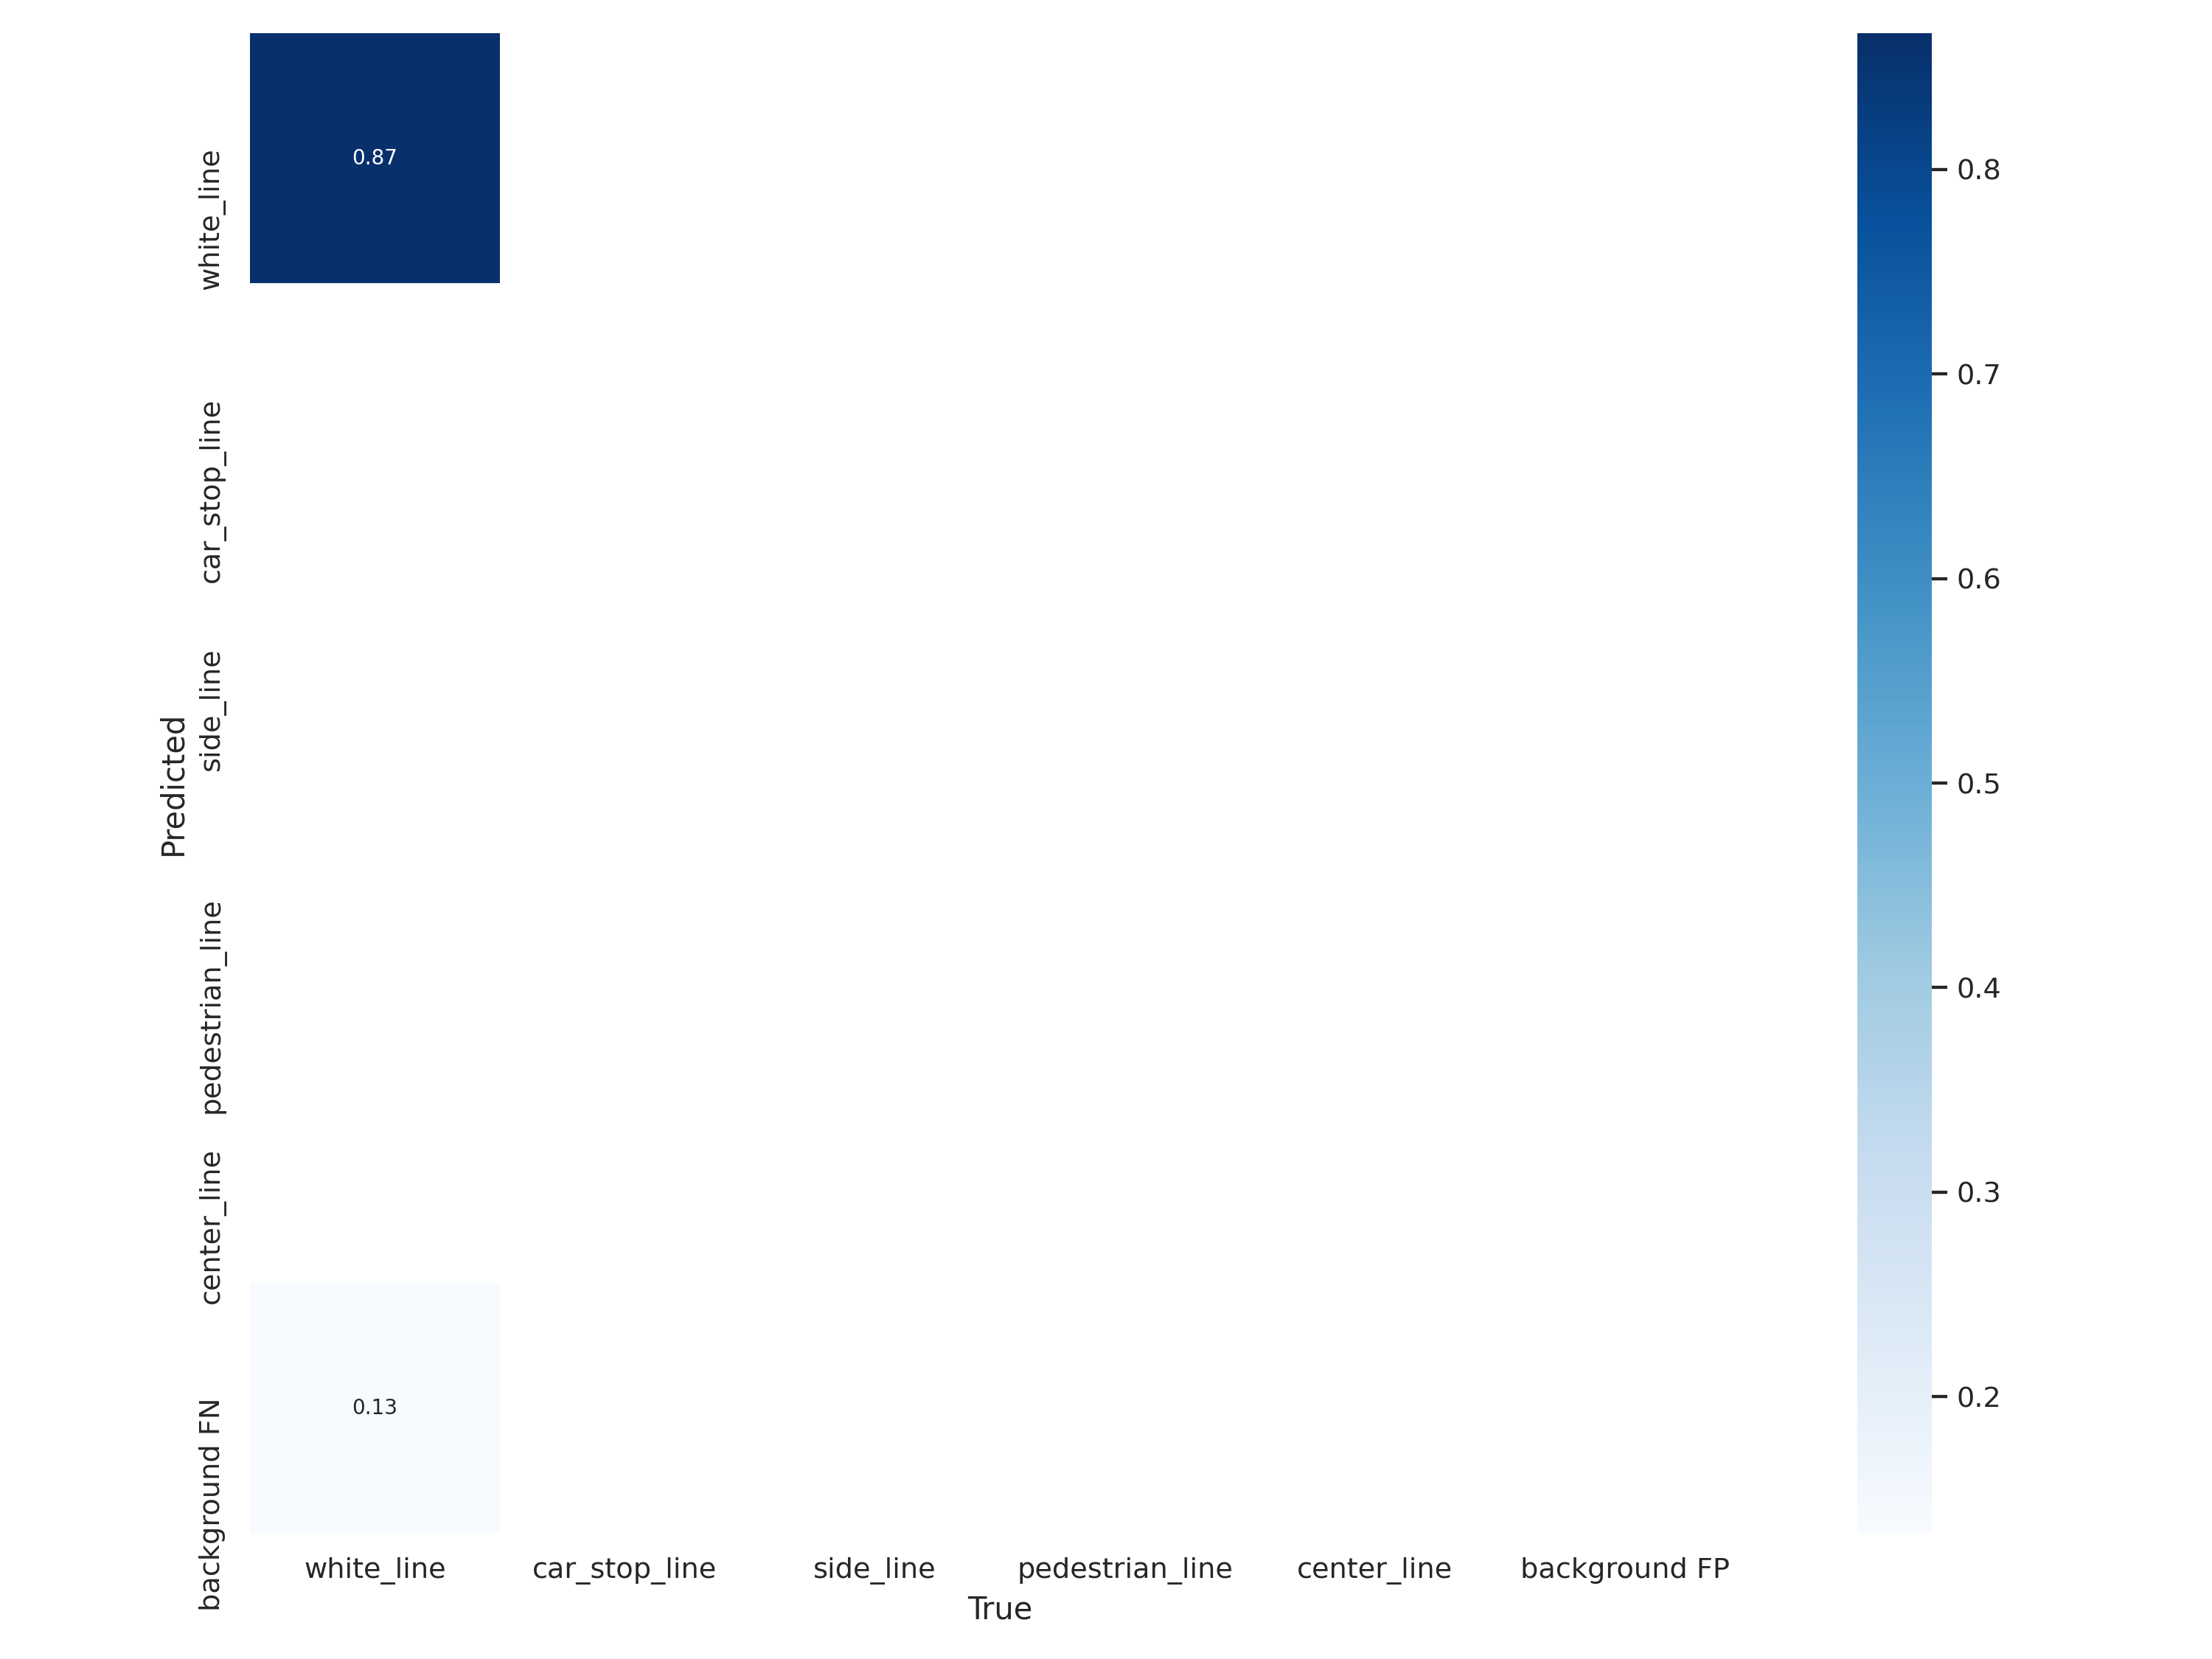 0.87
0.13
white_line
car_stop_line
side_line
pedestrian_line
center_line
background FN
Predicted
white_line car_stop_line side_line pedestrian_line center_line background FP
True
0.8
0.7
0.6
0.5
0.4
0.3
0.2